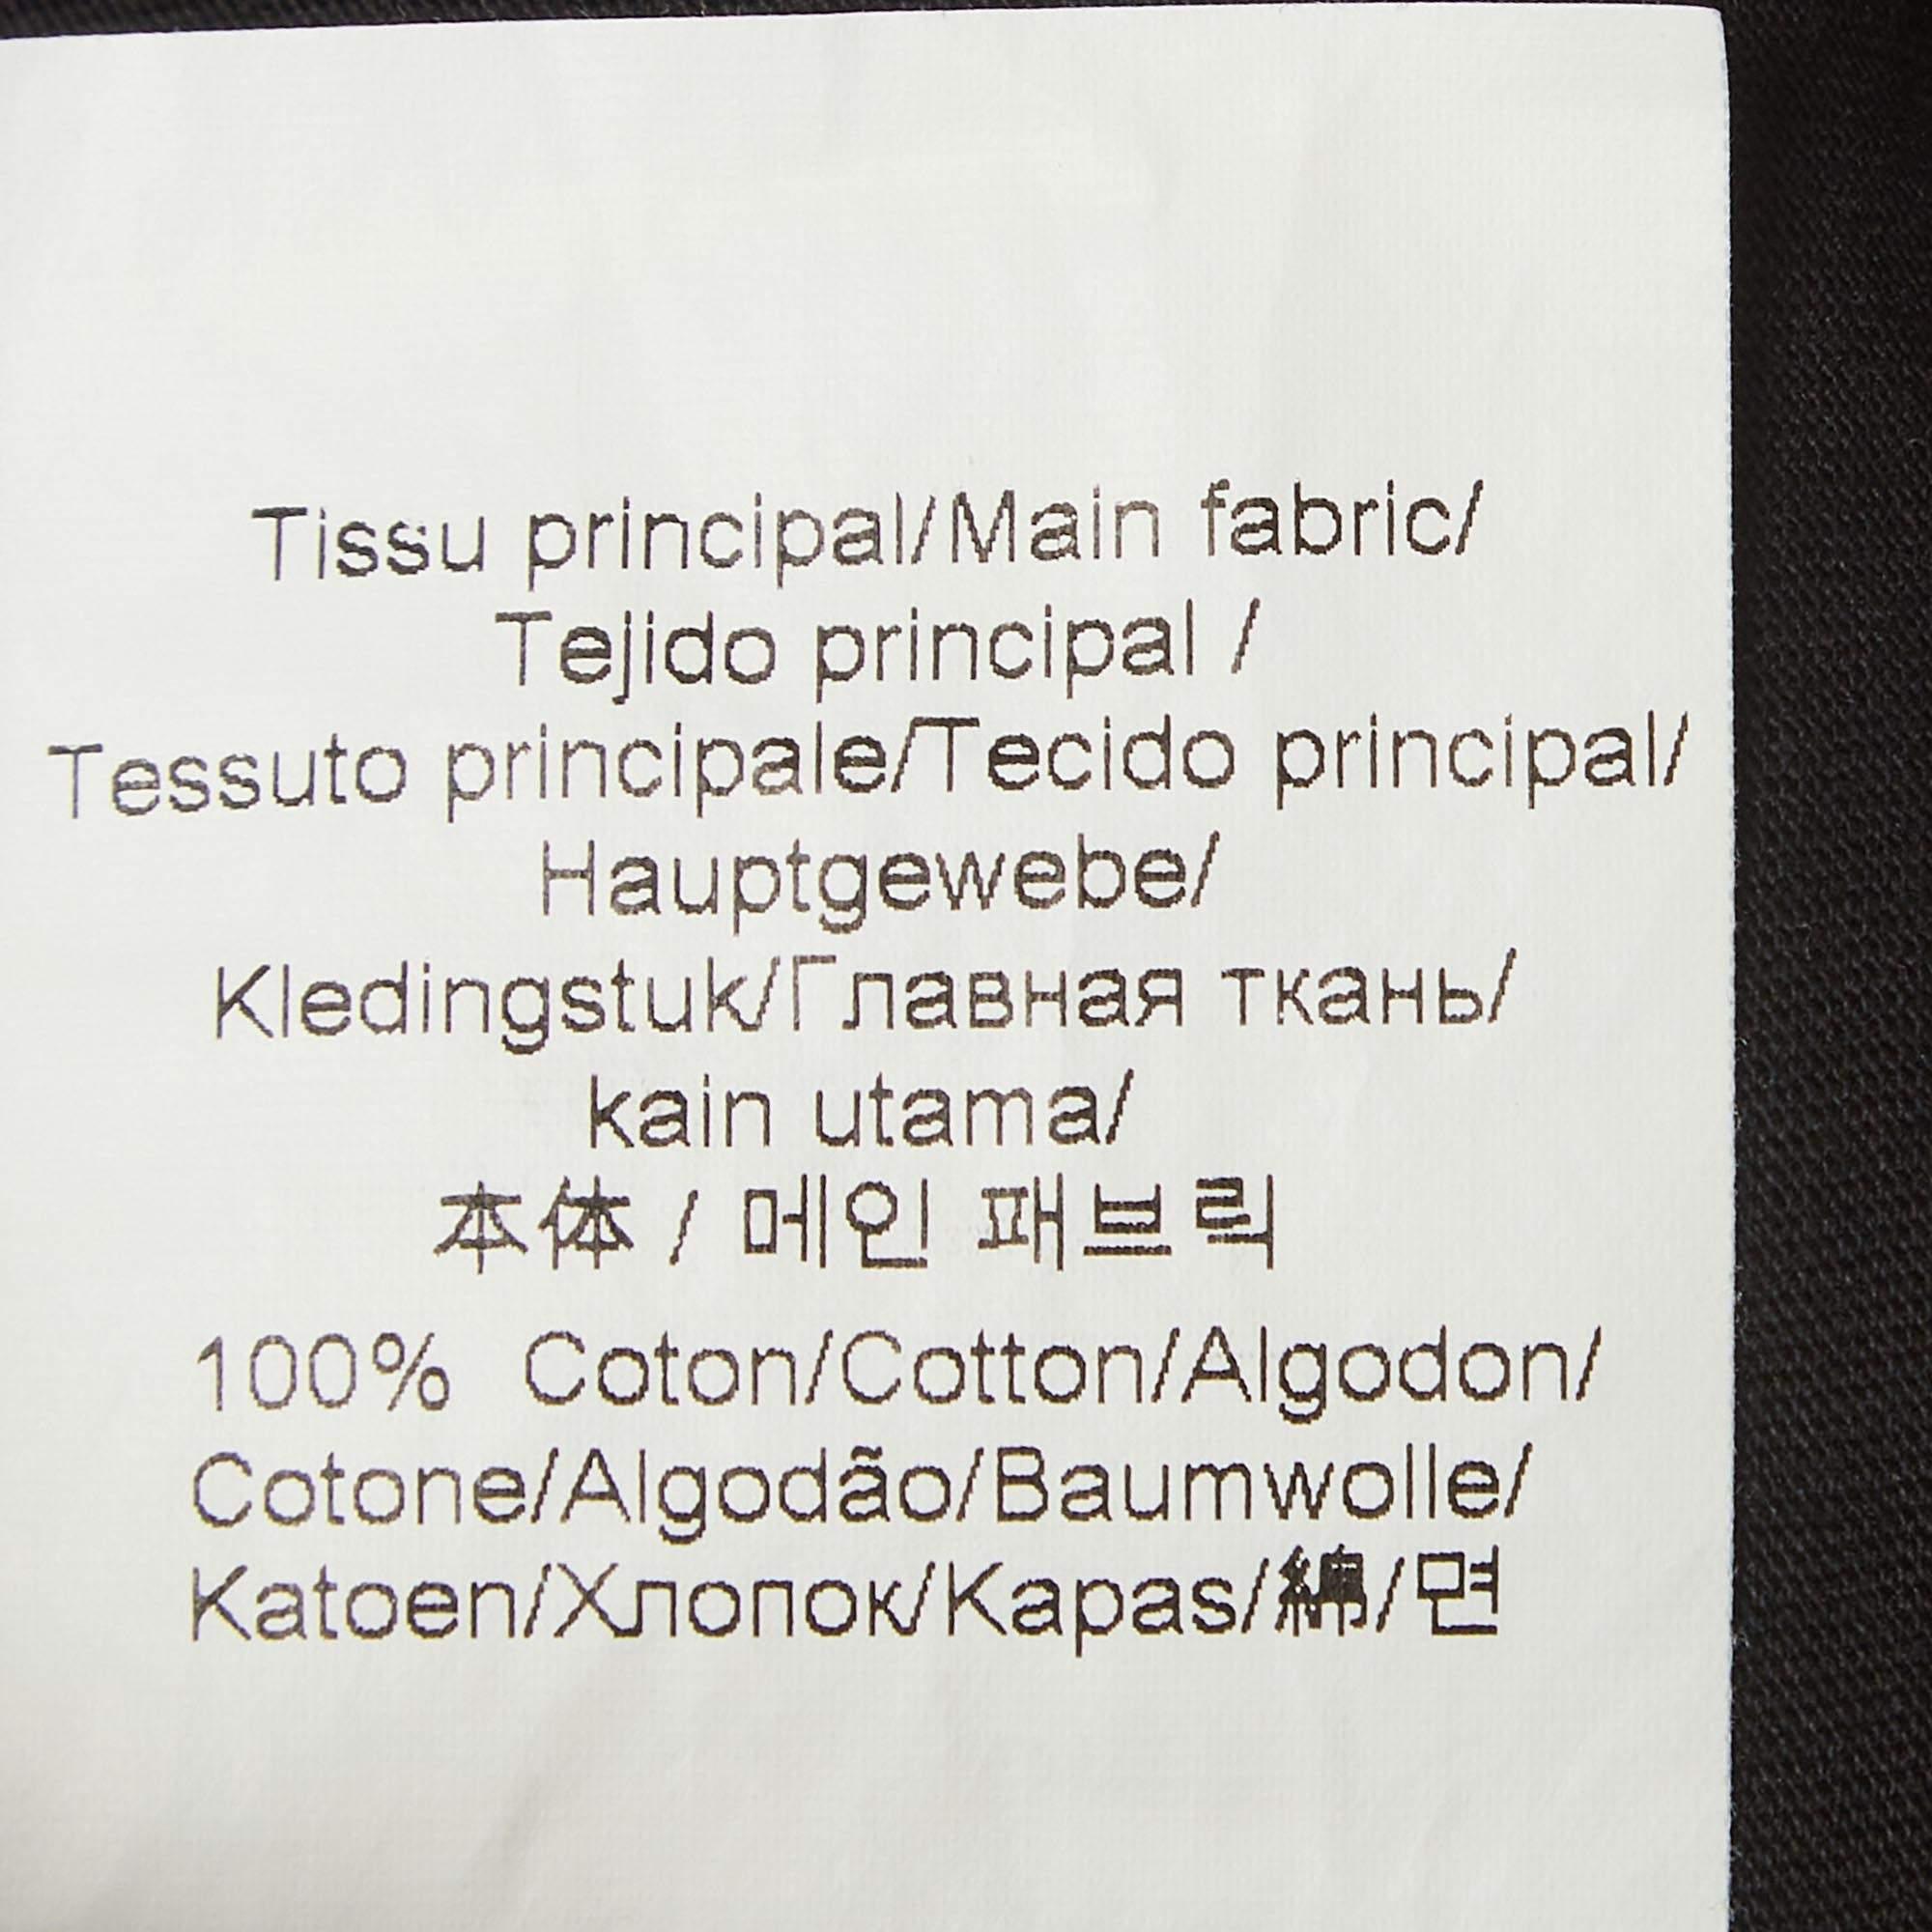 Tissu principal/Main fabric/
Tejido principal /
Tessuto principale/Tecido principal/
Hauptgewebe/
Kledingstuk/Главная ткань/
kain utama/
本体 / 메인 패브릭
100% Coton/Cotton/Algodon/
Cotone/Algodão/Baumwolle/
Katoen/Хлопок/Kapas/綿/면